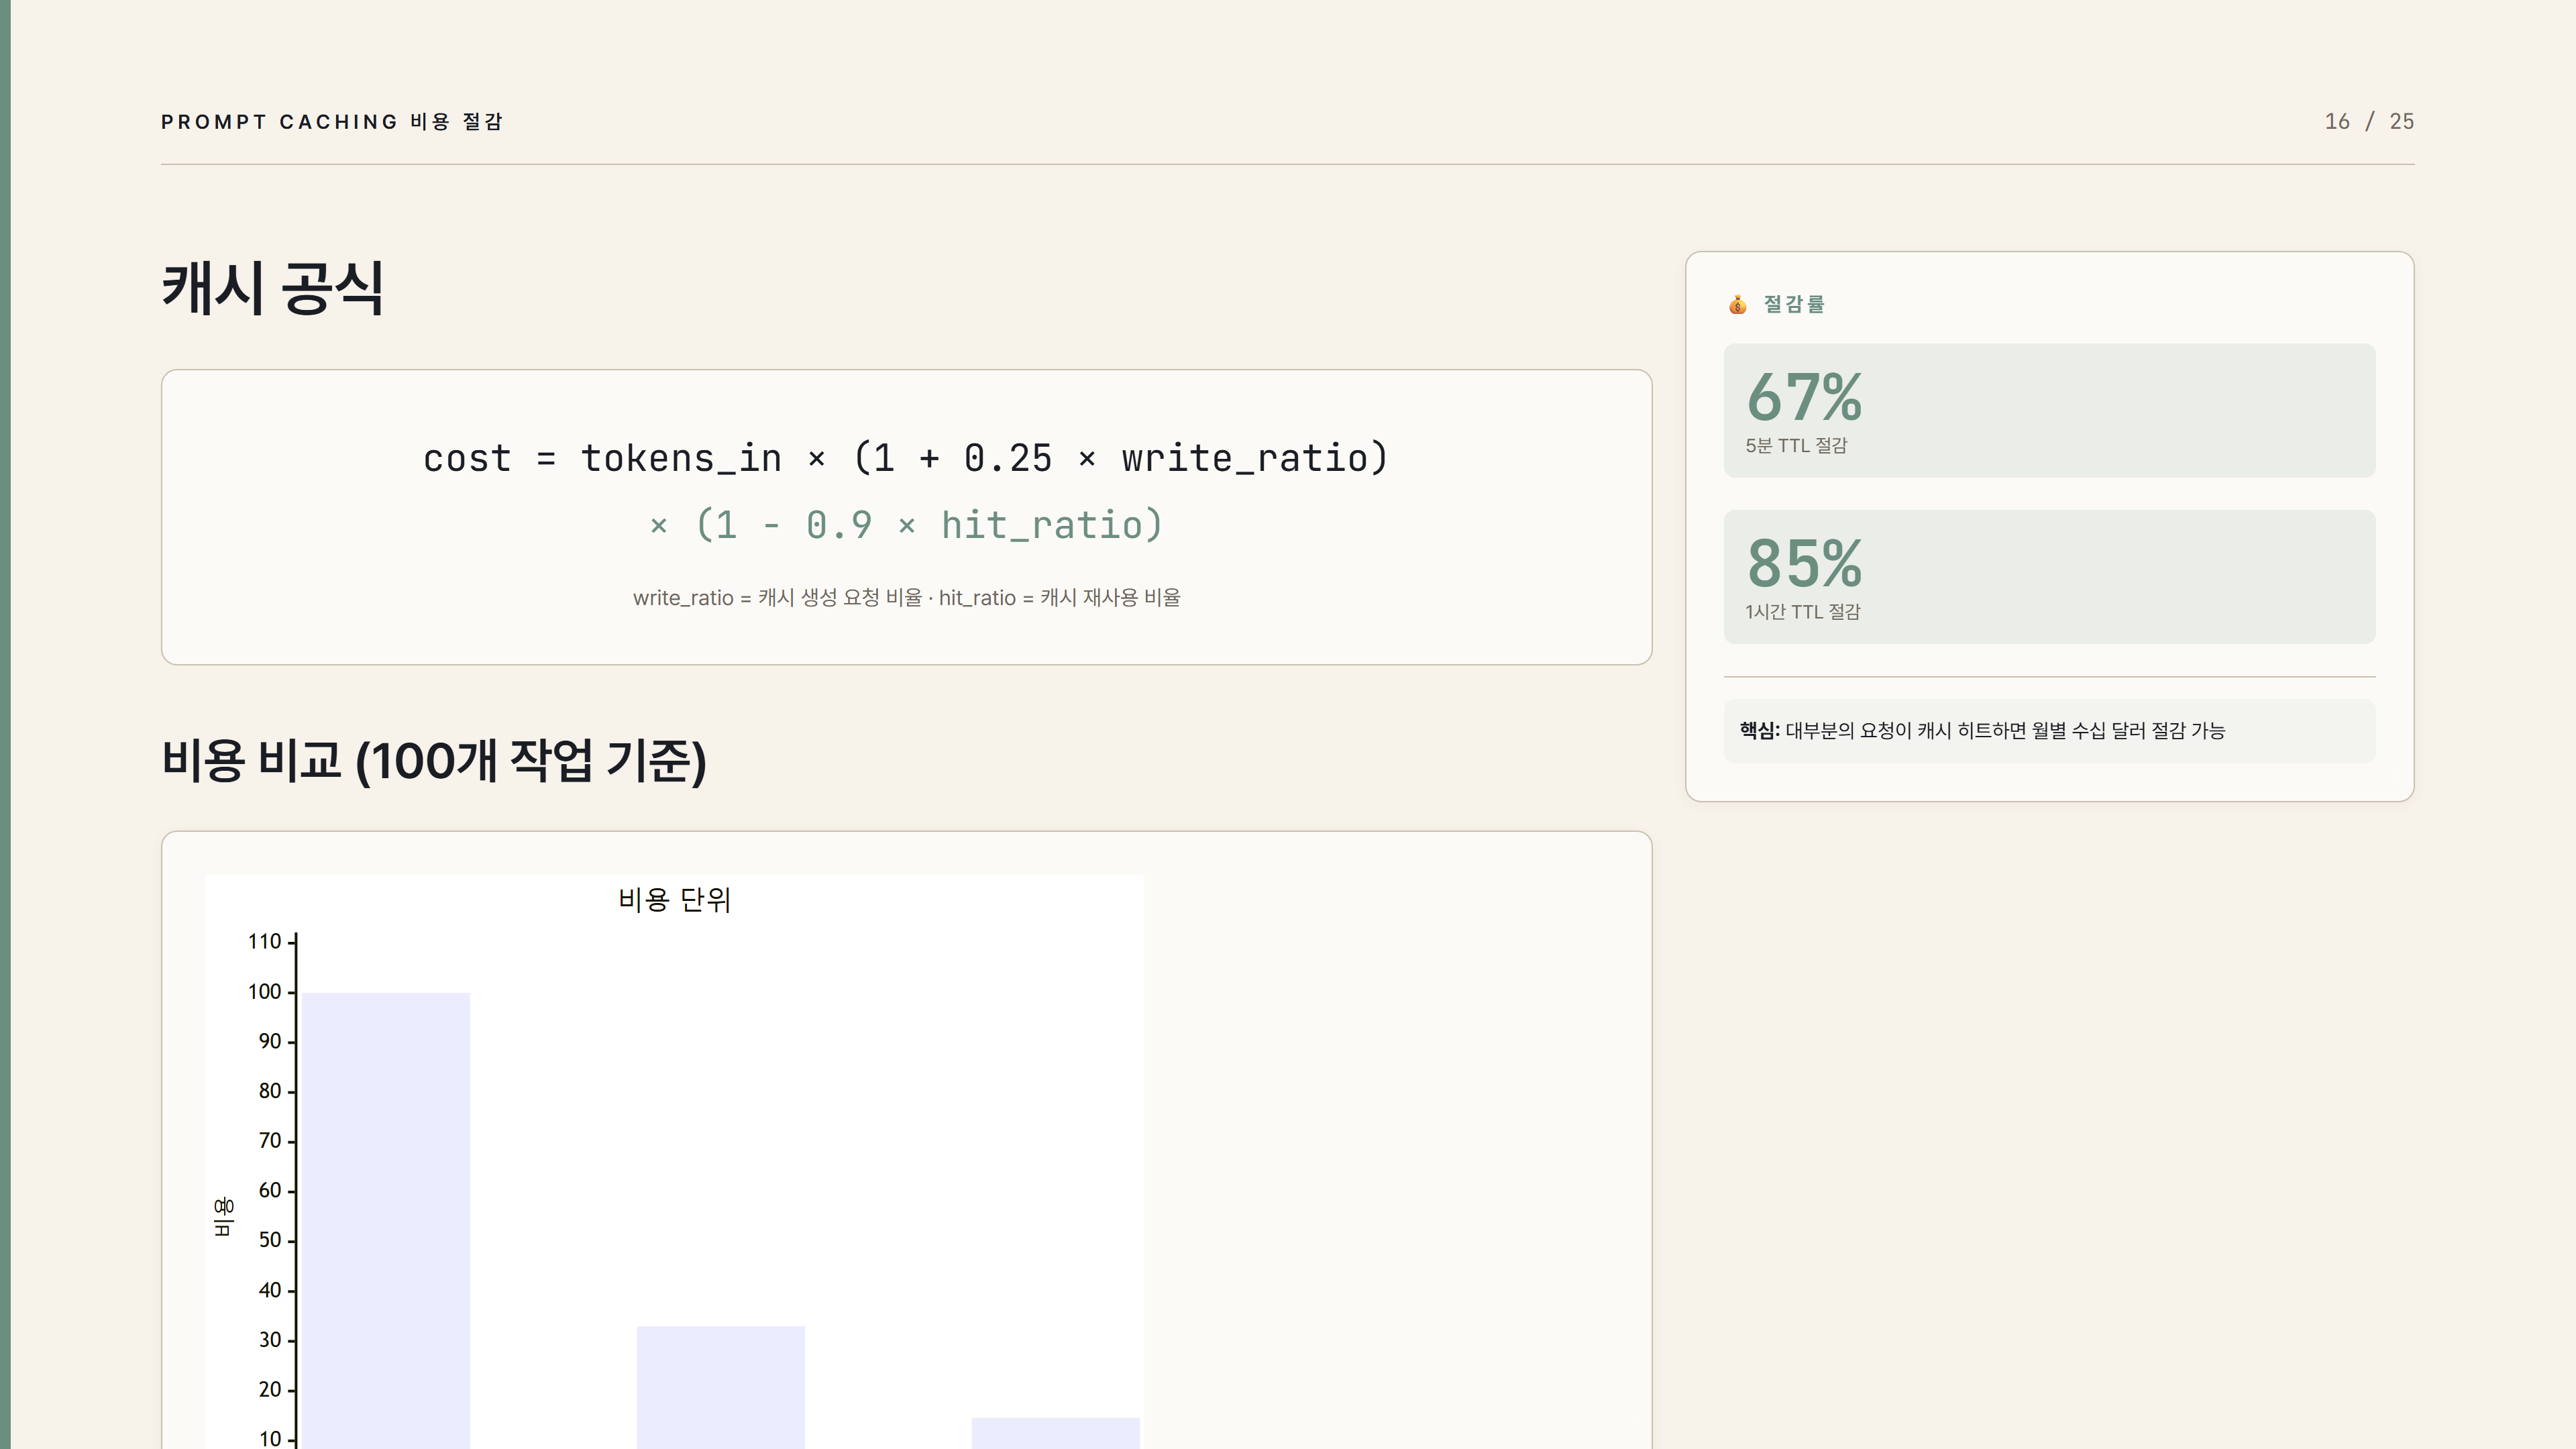 PROMPT CACHING 비용 절감
16 / 25
캐시 공식
cost = tokens_in × (1 + 0.25 × write_ratio)
× (1 - 0.9 × hit_ratio)
write_ratio = 캐시 생성 요청 비율 · hit_ratio = 캐시 재사용 비율
💰 절감률
67%
5분 TTL 절감
85%
1시간 TTL 절감
핵심: 대부분의 요청이 캐시 히트하면 월별 수십 달러 절감 가능
비용 비교 (100개 작업 기준)
비용 단위
비용
110
100
90
80
70
60
50
40
30
20
10